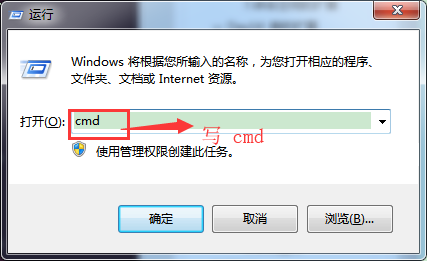 运行
Windows 将根据您所输入的名称，为您打开相应的程序、
文件夹、文档或 Internet 资源。
打开(O): cmd
写 cmd
使用管理权限创建此任务。
确定 取消 浏览(B)...